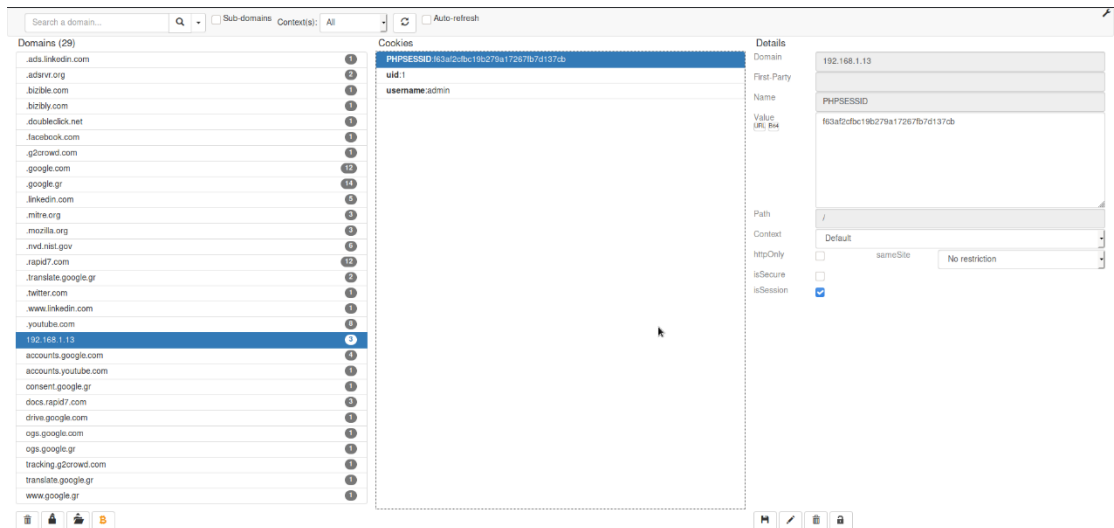 Search a domain... Sub-domains Context(s): All Auto-refresh
Domains (29)
.ads.linkedin.com 1
.adsrvr.org 2
.bizible.com 1
.bizibly.com 1
.doubleclick.net 1
.facebook.com 1
.g2crowd.com 1
.google.com 12
.google.gr 14
.linkedin.com 5
.mitre.org 3
.mozilla.org 3
.nvd.nist.gov 6
.rapid7.com 12
.translate.google.gr 2
.twitter.com 1
.www.linkedin.com 1
.youtube.com 8
192.168.1.13 3
accounts.google.com 4
accounts.youtube.com 1
consent.google.gr 1
docs.rapid7.com 3
drive.google.com 1
ogs.google.com 1
ogs.google.gr 1
tracking.g2crowd.com 1
translate.google.gr 1
www.google.gr 1
Cookies
PHPSESSID:f63af2cfbc19b279a17267fb7d137cb
uid:1
username:admin
Details
Domain 192.168.1.13
First-Party
Name PHPSESSID
Value f63af2cfbc19b279a17267fb7d137cb
URL B64
Path /
Context Default
httpOnly sameSite No restriction
isSecure
isSession